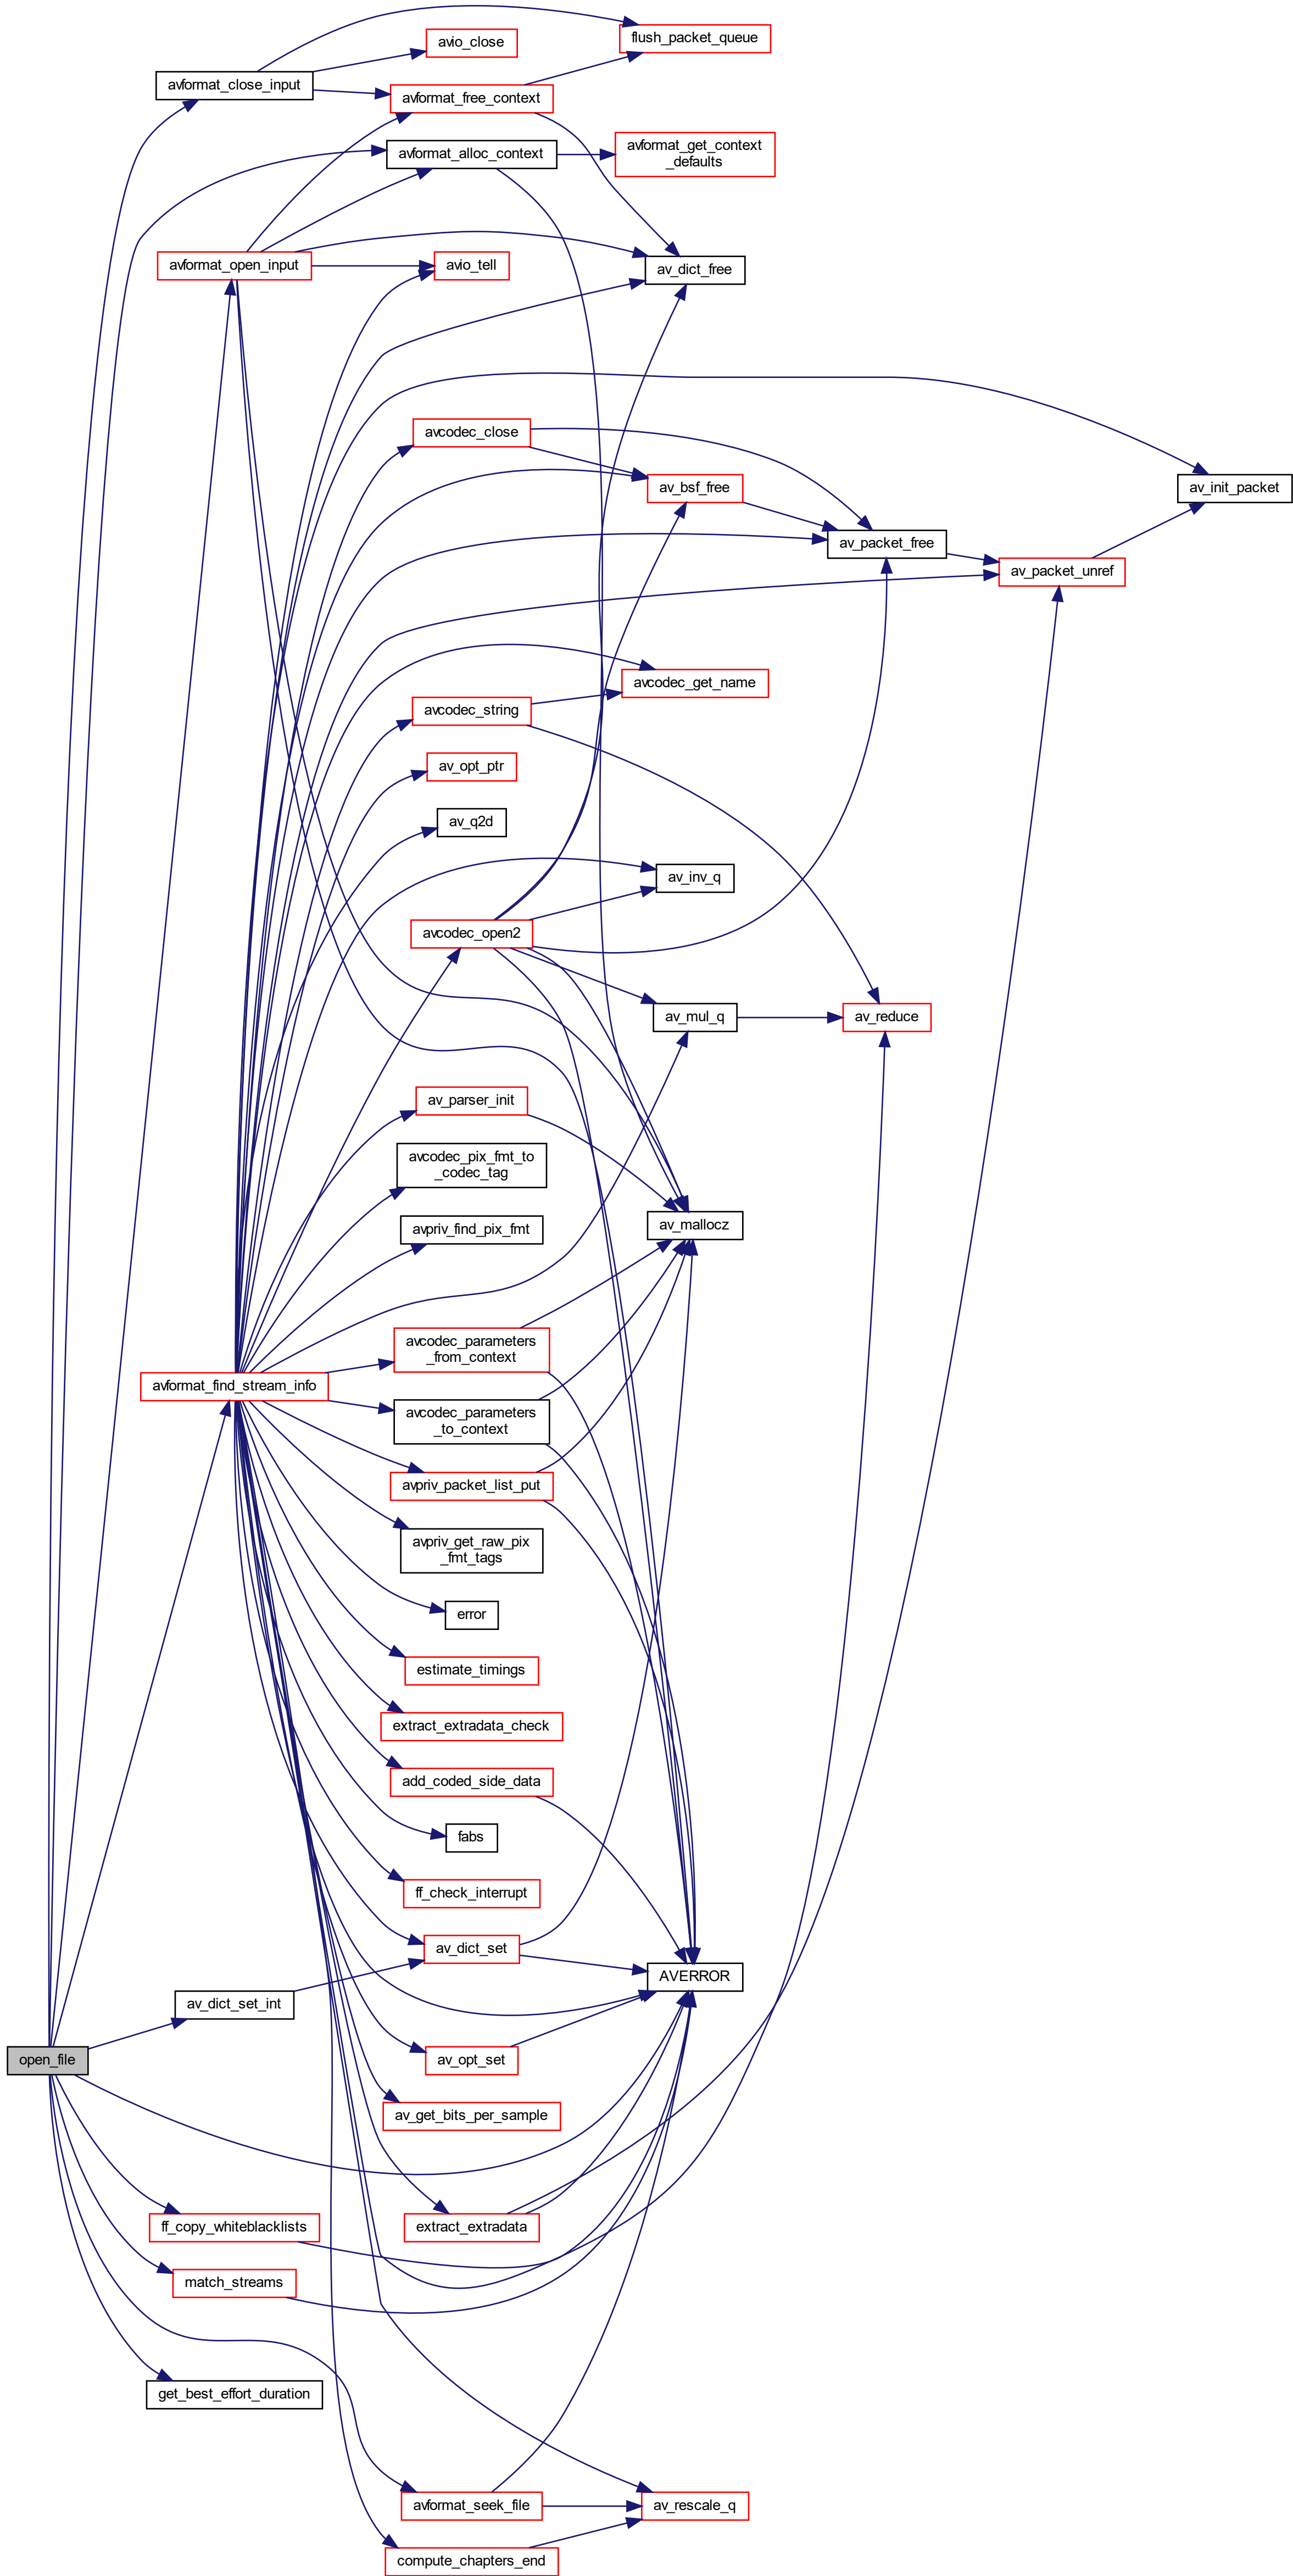 flush_packet_queue
avio_close
avformat_close_input
avformat_free_context
avformat_alloc_context
avformat_get_context
_defaults
avformat_open_input
avio_tell
av_dict_free
avcodec_close
av_bsf_free
av_init_packet
av_packet_free
av_packet_unref
avcodec_get_name
avcodec_string
av_opt_ptr
av_q2d
av_inv_q
avcodec_open2
av_mul_q
av_reduce
av_parser_init
avcodec_pix_fmt_to
_codec_tag
av_mallocz
avpriv_find_pix_fmt
avcodec_parameters
_from_context
avformat_find_stream_info
avcodec_parameters
_to_context
avpriv_packet_list_put
avpriv_get_raw_pix
_fmt_tags
error
estimate_timings
extract_extradata_check
add_coded_side_data
fabs
ff_check_interrupt
av_dict_set
AVERROR
av_dict_set_int
open_file
av_opt_set
av_get_bits_per_sample
ff_copy_whiteblacklists
extract_extradata
match_streams
get_best_effort_duration
avformat_seek_file
av_rescale_q
compute_chapters_end